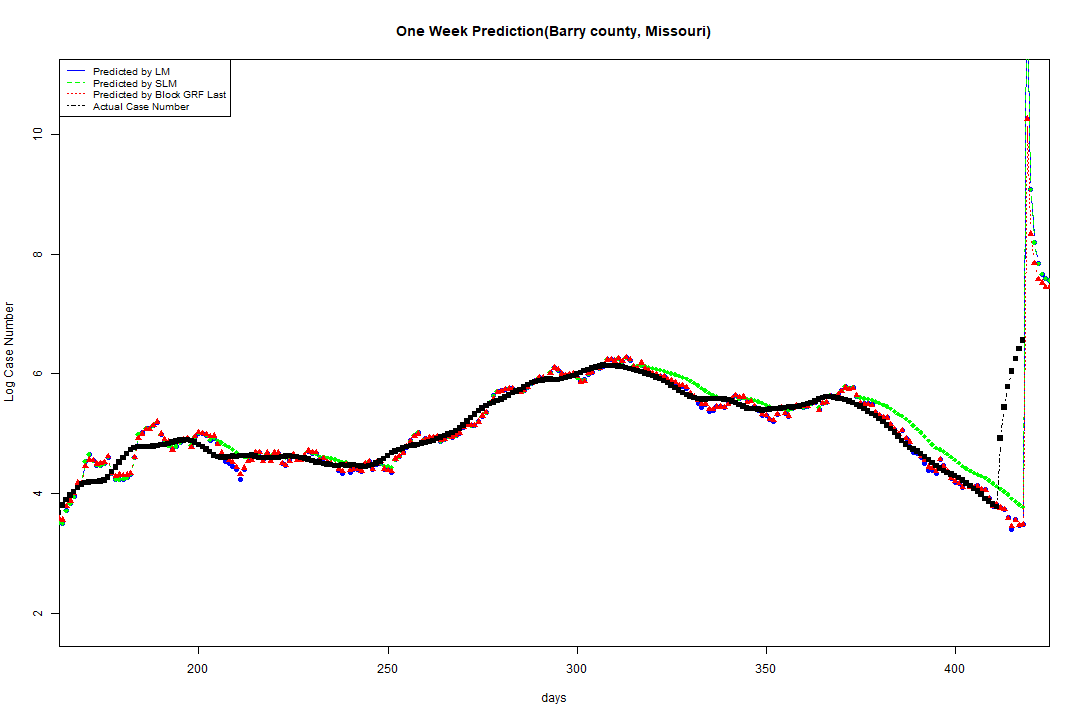 One Week Prediction(Barry county, Missouri)
Predicted by LM
Predicted by SLM
Predicted by Block GRF Last
Actual Case Number
10
8
6
4
2
Log Case Number
200 250 300 350 400
days